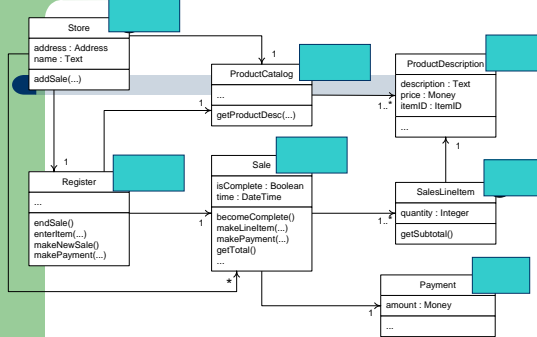 Store
address : Address
name : Text
addSale(...)
1
ProductCatalog
...
getProductDesc(...)
1
1..*
ProductDescription
description : Text
price : Money
itemID : ItemID
...
1
1
Register
...
endSale()
enterItem(...)
makeNewSale()
makePayment(...)
1
Sale
isComplete : Boolean
time : DateTime
becomeComplete()
makeLineItem(...)
makePayment(...)
getTotal()
...
*
1..*
SalesLineItem
quantity : Integer
getSubtotal()
1
Payment
amount : Money
...